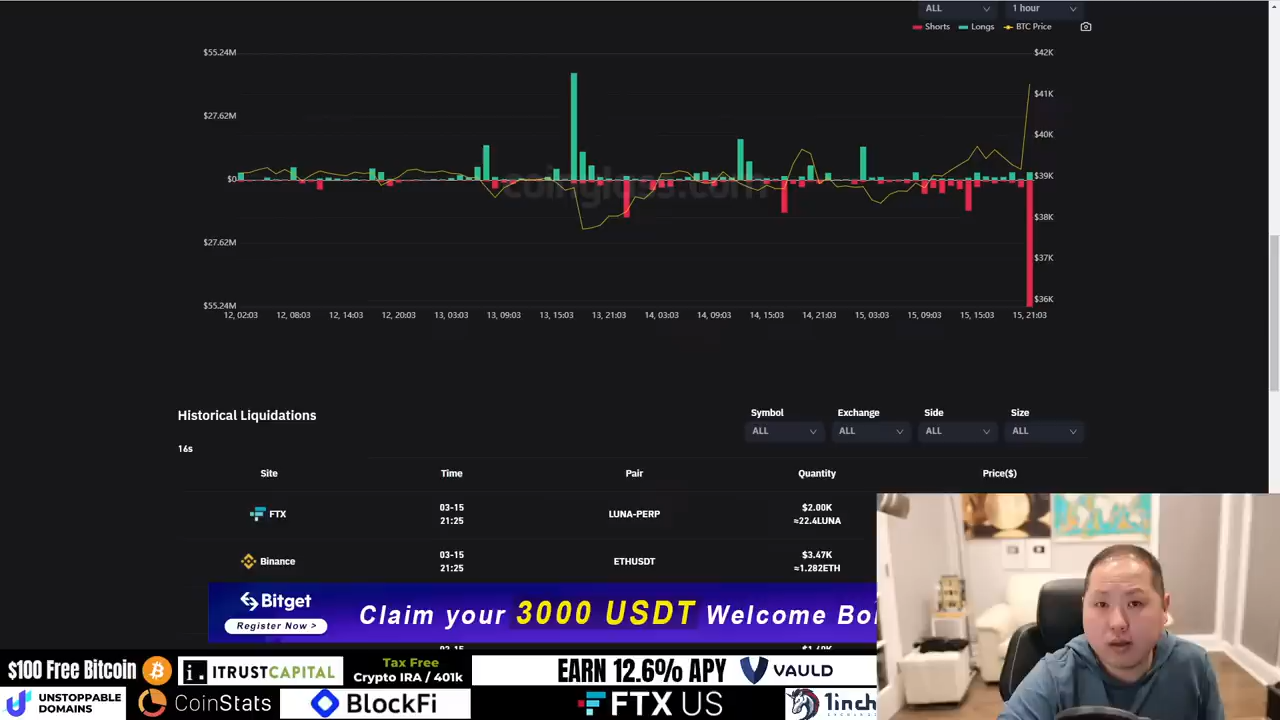 ALL
1 hour
Shorts Longs BTC Price
$55.24M
$27.62M
$0
$27.62M
$55.24M
$42K
$41K
$40K
$39K
$38K
$37K
$36K
coinglass.com
12, 02:03 12, 08:03 12, 14:03 12, 20:03 13, 03:03 13, 09:03 13, 15:03 13, 21:03 14, 03:03 14, 09:03 14, 15:03 14, 21:03 15, 03:03 15, 09:03 15, 15:03 15, 21:03
Historical Liquidations
Symbol Exchange Side Size
ALL ALL ALL ALL
16s
Site Time Pair Quantity Price($)
FTX
03-15
21:25
LUNA-PERP
$2.00K
≈22.4LUNA
Binance
03-15
21:25
ETHUSDT
$3.47K
≈1.282ETH
Bitget
Register Now >
Claim your 3000 USDT Welcome
$100 Free Bitcoin
iTRUSTCAPITAL
Tax Free
Crypto IRA / 401k
EARN 12.6% APY
VAULD
UNSTOPPABLE
DOMAINS
CoinStats
BlockFi
FTX US
1inch